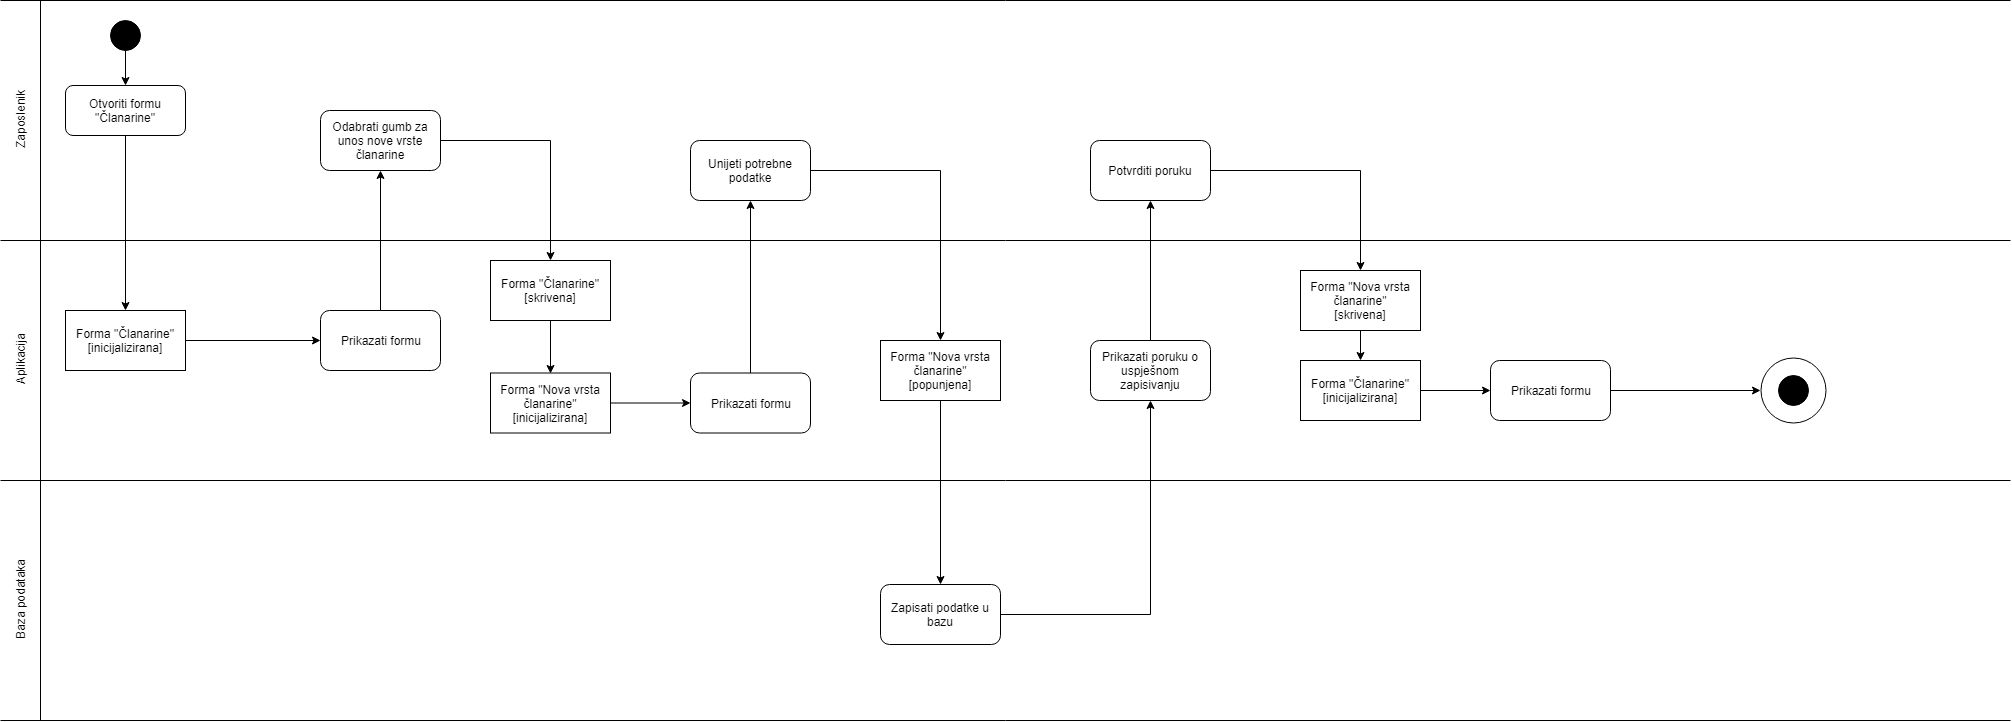 Zaposlenik
Otvoriti formu
"Članarine"
Odabrati gumb za
unos nove vrste
članarine
Unijeti potrebne
podatke
Potvrditi poruku
Aplikacija
Forma "Članarine"
[inicijalizirana]
Prikazati formu
Forma "Članarine"
[skrivena]
Forma "Nova vrsta
članarine"
[inicijalizirana]
Prikazati formu
Forma "Nova vrsta
članarine"
[popunjena]
Prikazati poruku o
uspješnom
zapisivanju
Forma "Nova vrsta
članarine"
[skrivena]
Forma "Članarine"
[inicijalizirana]
Prikazati formu
Baza podataka
Zapisati podatke u
bazu